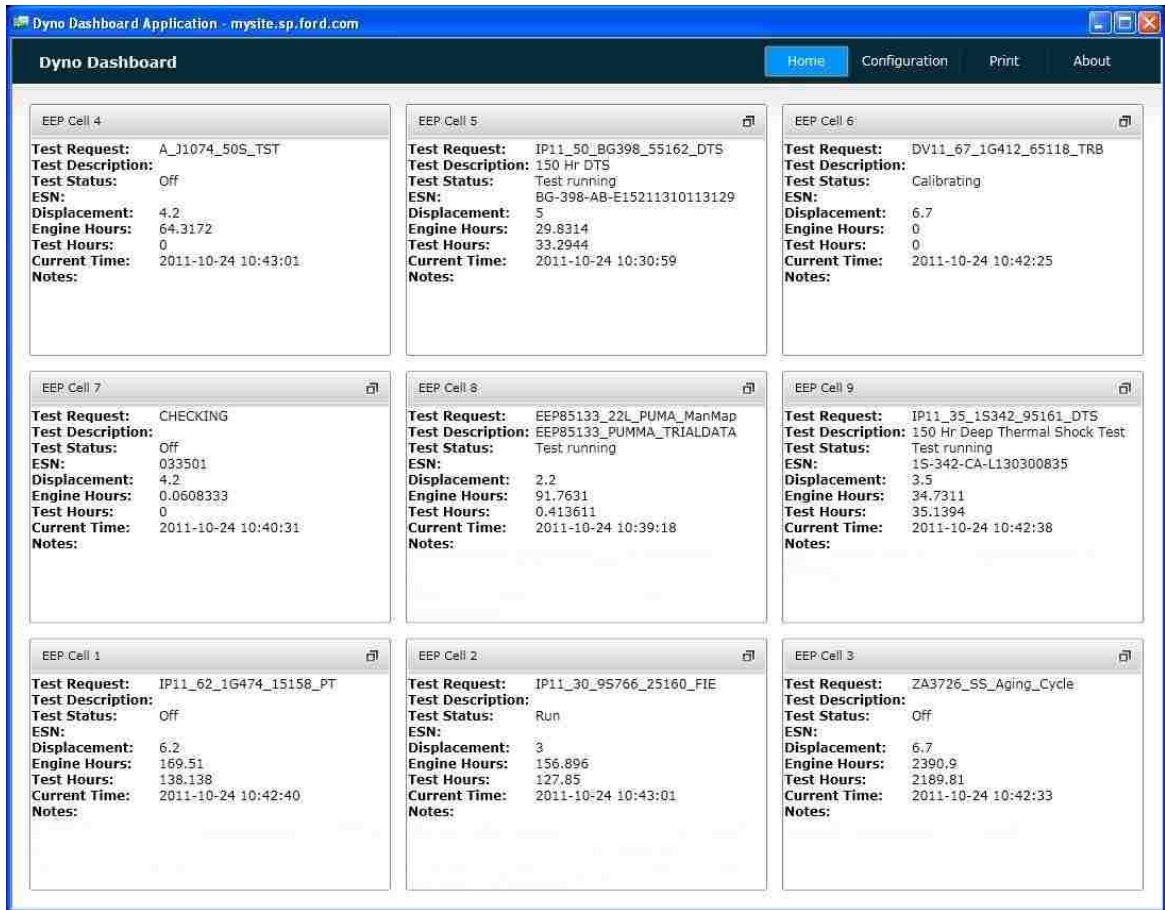 Dyno Dashboard Application - mysite.sp.ford.com
Dyno Dashboard
Home Configuration Print About
EEP Cell 4
Test Request: A_J1074_50S_TST
Test Description:
Test Status: Off
ESN:
Displacement: 4.2
Engine Hours: 64.3172
Test Hours: 0
Current Time: 2011-10-24 10:43:01
Notes:
EEP Cell 5
Test Request: IP11_50_BG398_55162_DTS
Test Description: 150 Hr DTS
Test Status: Test running
ESN: BG-398-AB-E15211310113129
Displacement: 5
Engine Hours: 29.8314
Test Hours: 33.2944
Current Time: 2011-10-24 10:30:59
Notes:
EEP Cell 6
Test Request: DV11_67_1G412_65118_TRB
Test Description:
Test Status: Calibrating
ESN:
Displacement: 6.7
Engine Hours: 0
Test Hours: 0
Current Time: 2011-10-24 10:42:25
Notes:
EEP Cell 7
Test Request: CHECKING
Test Description:
Test Status: Off
ESN: 033501
Displacement: 4.2
Engine Hours: 0.0608333
Test Hours: 0
Current Time: 2011-10-24 10:40:31
Notes:
EEP Cell 8
Test Request: EEP85133_22L_PUMA_ManMap
Test Description: EEP85133_PUMMA_TRIALDATA
Test Status: Test running
ESN:
Displacement: 2.2
Engine Hours: 91.7631
Test Hours: 0.413611
Current Time: 2011-10-24 10:39:18
Notes:
EEP Cell 9
Test Request: IP11_35_1S342_95161_DTS
Test Description: 150 Hr Deep Thermal Shock Test
Test Status: Test running
ESN: 1S-342-CA-L130300835
Displacement: 3.5
Engine Hours: 34.7311
Test Hours: 35.1394
Current Time: 2011-10-24 10:42:38
Notes:
EEP Cell 1
Test Request: IP11_62_1G474_15158_PT
Test Description:
Test Status: Off
ESN:
Displacement: 6.2
Engine Hours: 169.51
Test Hours: 138.138
Current Time: 2011-10-24 10:42:40
Notes:
EEP Cell 2
Test Request: IP11_30_9S766_25160_FIE
Test Description:
Test Status: Run
ESN:
Displacement: 3
Engine Hours: 156.896
Test Hours: 127.85
Current Time: 2011-10-24 10:43:01
Notes:
EEP Cell 3
Test Request: ZA3726_SS_Aging_Cycle
Test Description:
Test Status: Off
ESN:
Displacement: 6.7
Engine Hours: 2390.9
Test Hours: 2189.81
Current Time: 2011-10-24 10:42:33
Notes: